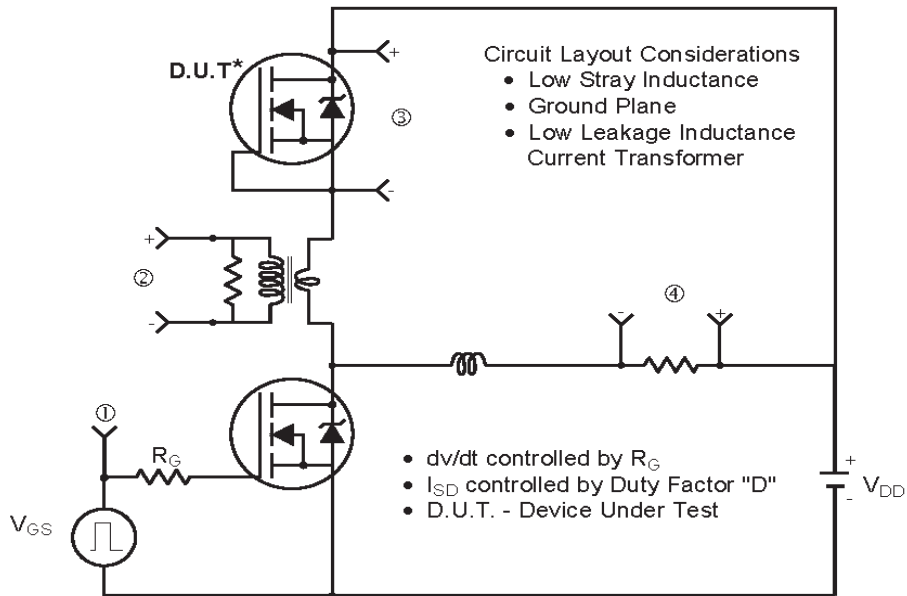 D.U.T*
+
Circuit Layout Considerations
• Low Stray Inductance
• Ground Plane
• Low Leakage Inductance
Current Transformer
③
-
+
②
-
④
-
+
①
R_G
V_GS
• dv/dt controlled by R_G
• I_SD controlled by Duty Factor "D"
• D.U.T. - Device Under Test
+
V_DD
-